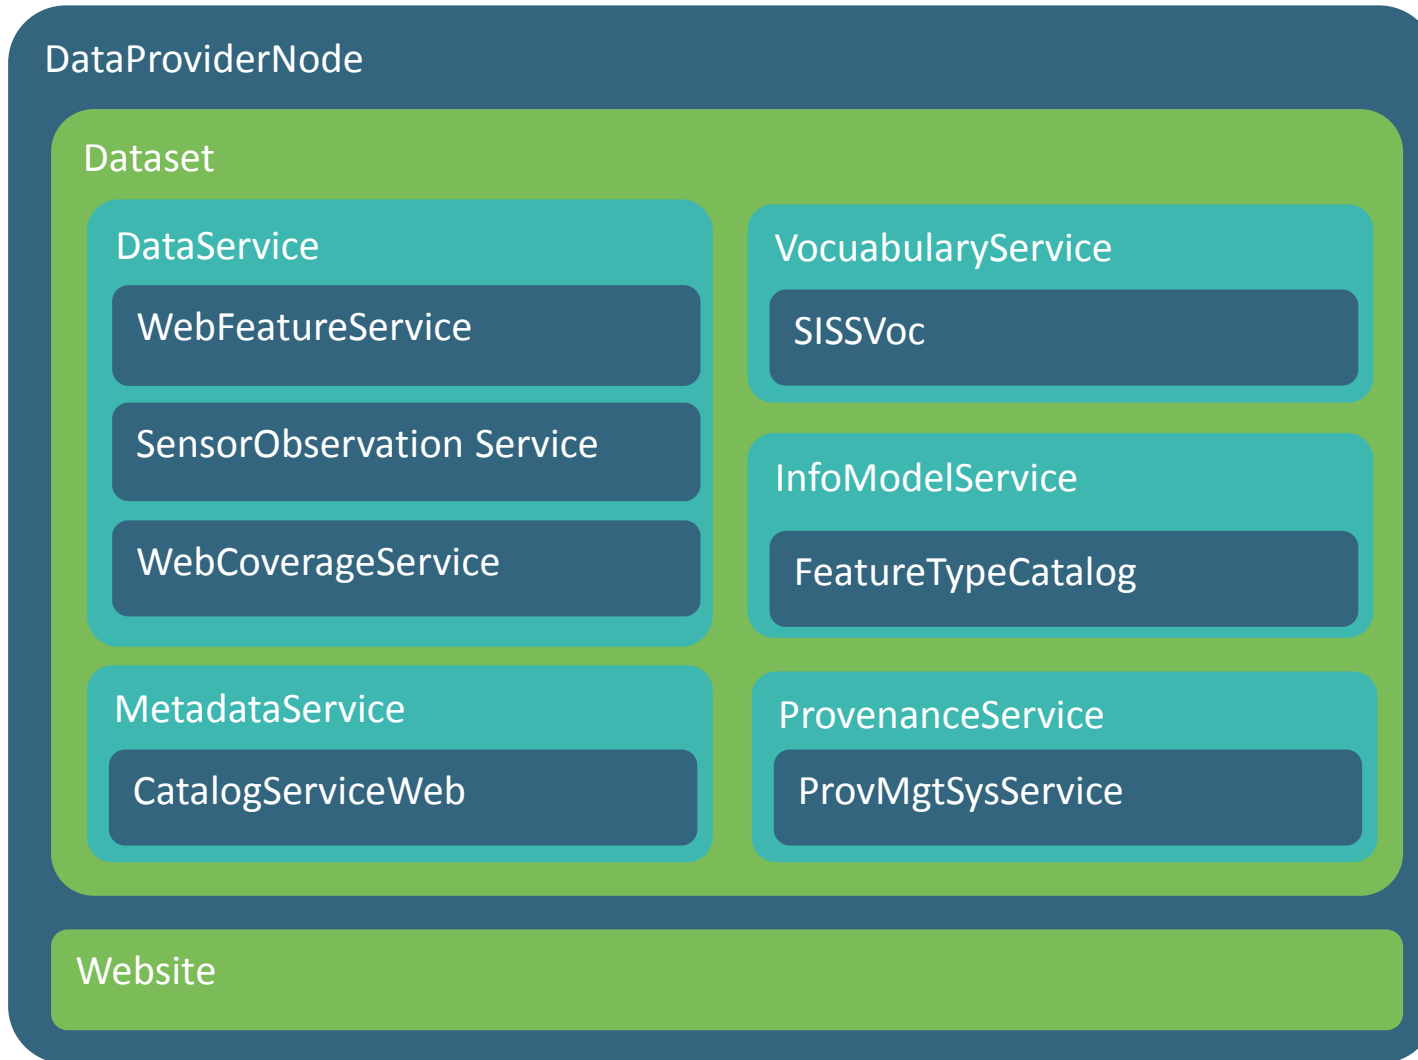 DataProviderNode
Dataset
DataService
WebFeatureService
SensorObservation Service
WebCoverageService
MetadataService
CatalogServiceWeb
VocuabularyService
SISSVoc
InfoModelService
FeatureTypeCatalog
ProvenanceService
ProvMgtSysService
Website